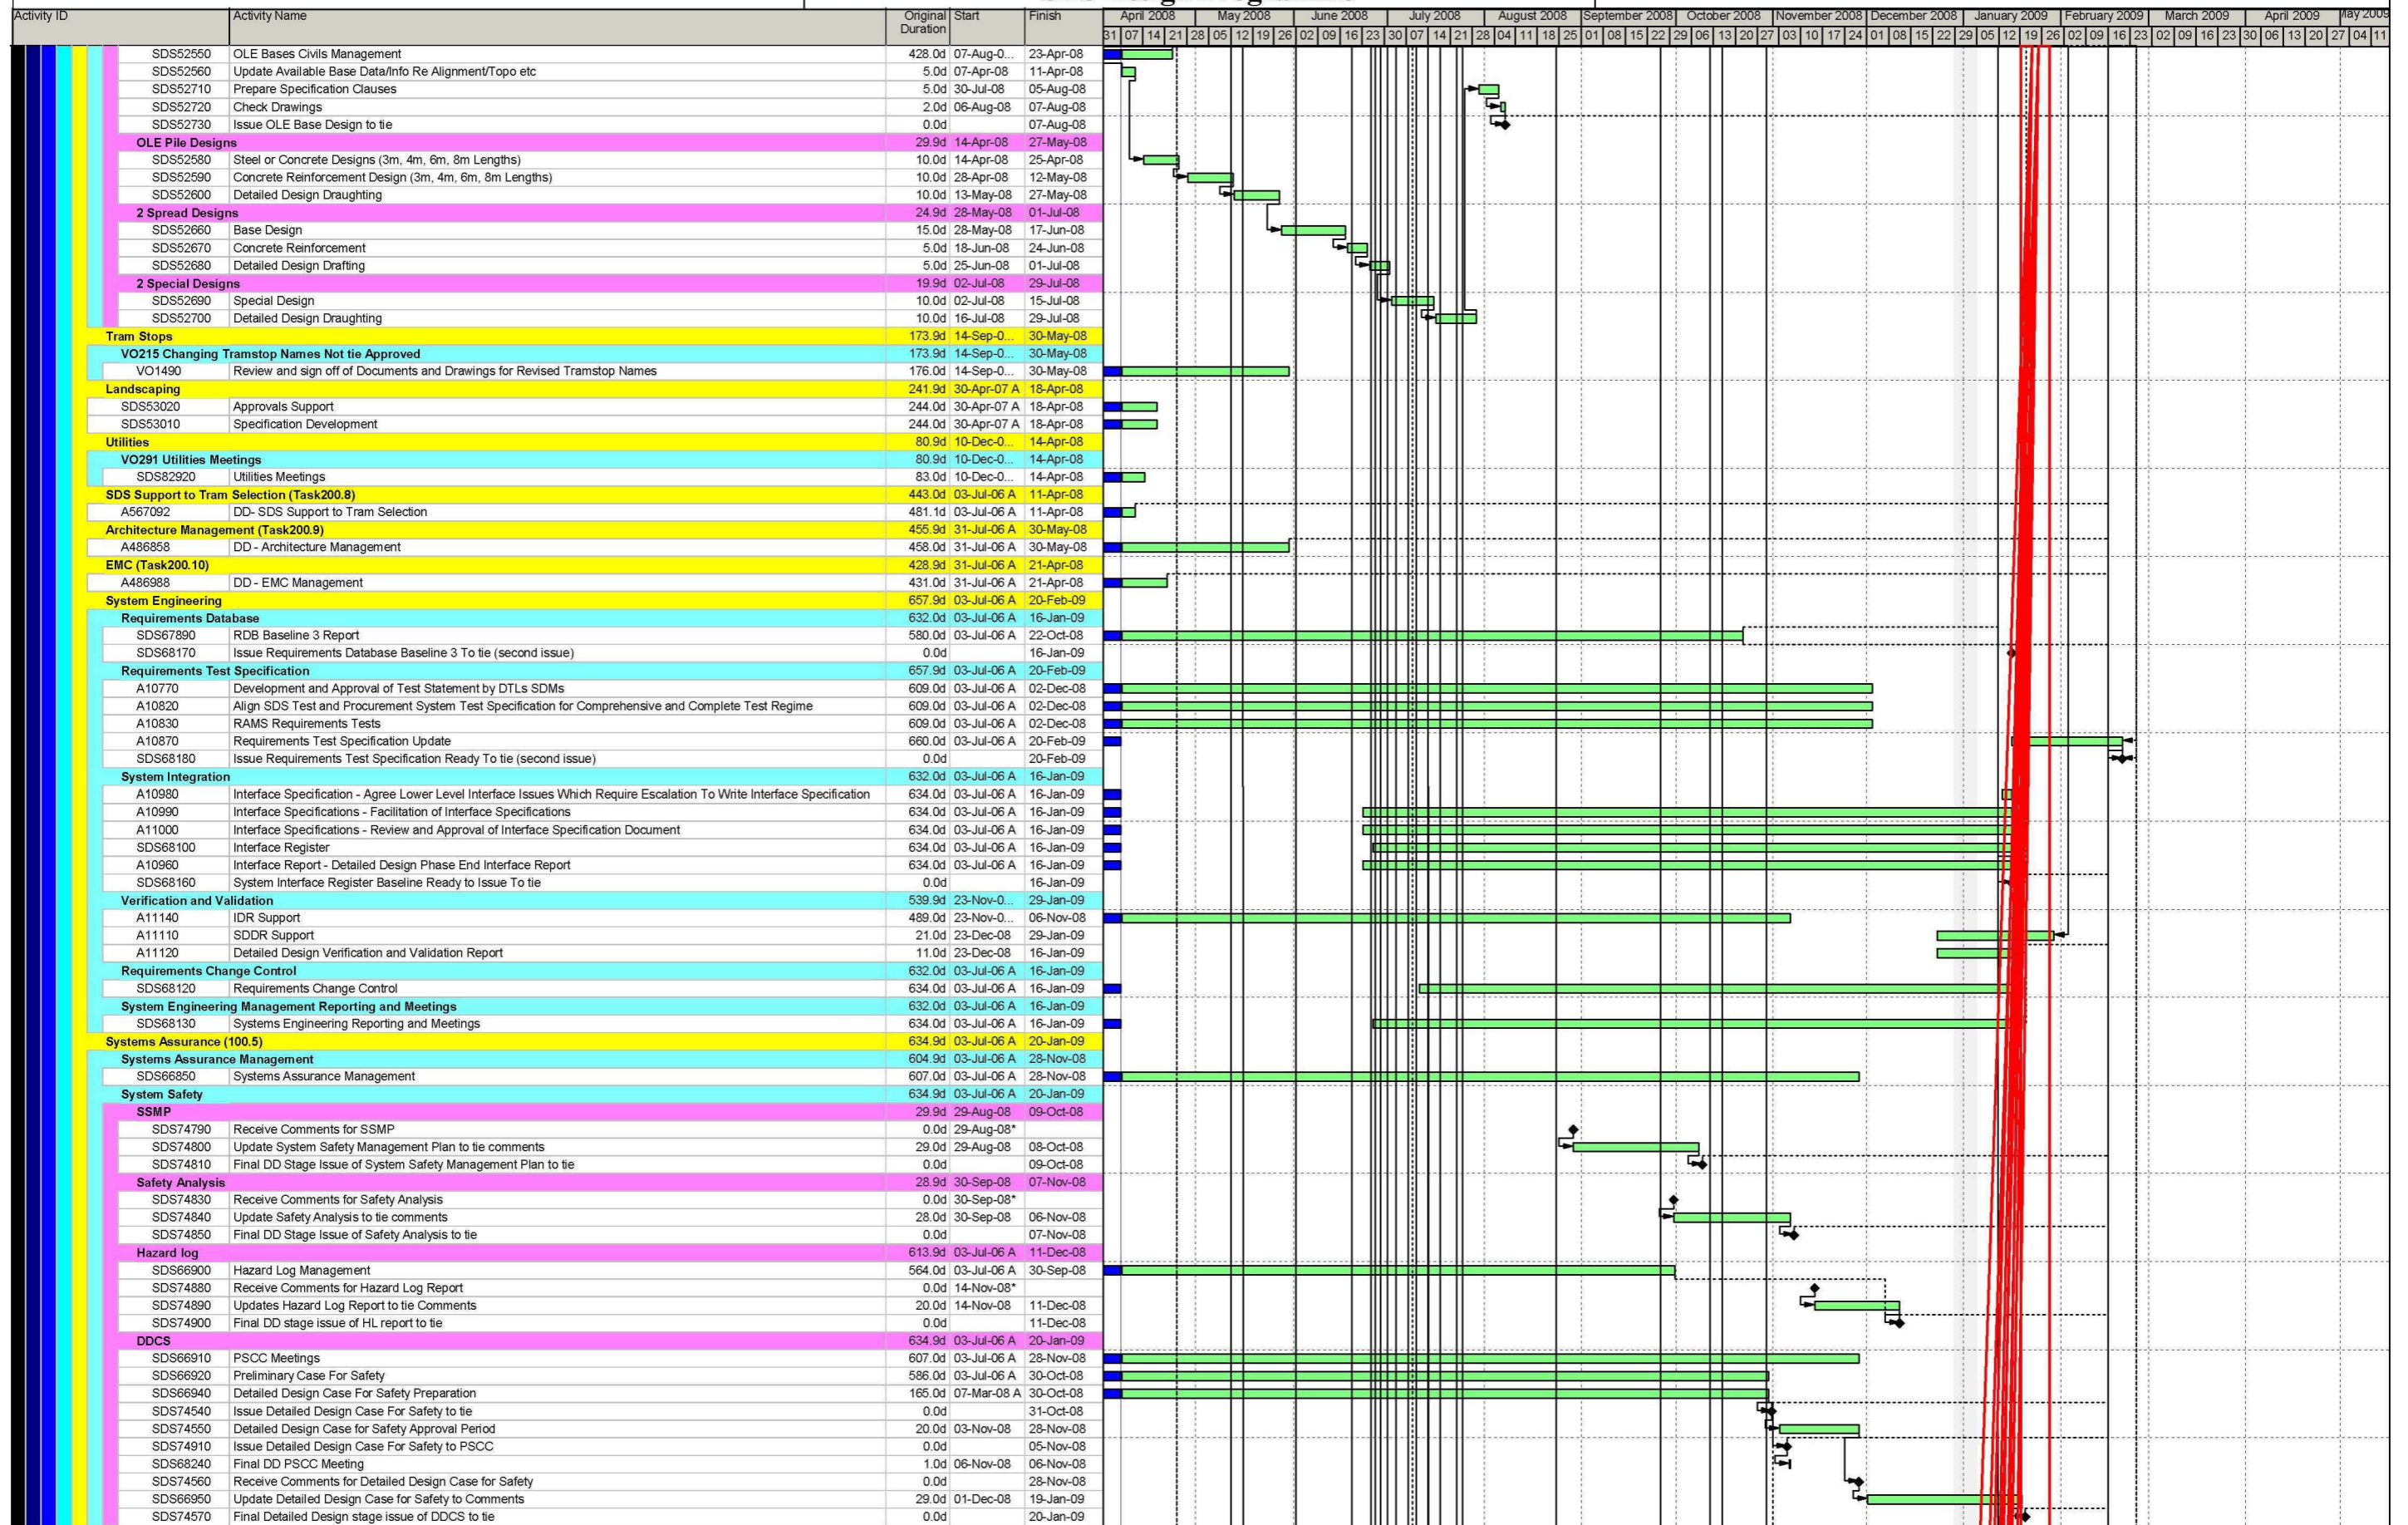 Activity ID Activity Name Original Duration Start Finish April 2008 May 2008 June 2008 July 2008 August 2008 September 2008 October 2008 November 2008 December 2008 January 2009 February 2009 March 2009 April 2009
31 07 14 21 28 05 12 19 26 02 09 16 23 30 07 14 21 28 04 11 18 25 01 08 15 22 29 06 13 20 27 03 10 17 24 01 08 15 22 29 05 12 19 26 02 09 16 23 02 09 16 23 30 06 13 20 27 04 11
SDS52550 OLE Bases Civils Management 428.0d 07-Aug-0... 23-Apr-08
SDS52560 Update Available Base Data/Info Re Alignment/Topo etc 5.0d 07-Apr-08 11-Apr-08
SDS52710 Prepare Specification Clauses 5.0d 30-Jul-08 05-Aug-08
SDS52720 Check Drawings 2.0d 06-Aug-08 07-Aug-08
SDS52730 Issue OLE Base Design to tie 0.0d 07-Aug-08
OLE Pile Designs 29.9d 14-Apr-08 27-May-08
SDS52580 Steel or Concrete Designs (3m, 4m, 6m, 8m Lengths) 10.0d 14-Apr-08 25-Apr-08
SDS52590 Concrete Reinforcement Design (3m, 4m, 6m, 8m Lengths) 10.0d 28-Apr-08 12-May-08
SDS52600 Detailed Design Draughting 10.0d 13-May-08 27-May-08
2 Spread Designs 24.9d 28-May-08 01-Jul-08
SDS52660 Base Design 15.0d 28-May-08 17-Jun-08
SDS52670 Concrete Reinforcement 5.0d 18-Jun-08 24-Jun-08
SDS52680 Detailed Design Drafting 5.0d 25-Jun-08 01-Jul-08
2 Special Designs 19.9d 02-Jul-08 29-Jul-08
SDS52690 Special Design 10.0d 02-Jul-08 15-Jul-08
SDS52700 Detailed Design Draughting 10.0d 16-Jul-08 29-Jul-08
Tram Stops 173.9d 14-Sep-0... 30-May-08
VO215 Changing Tramstop Names Not tie Approved 173.9d 14-Sep-0... 30-May-08
VO1490 Review and sign off of Documents and Drawings for Revised Tramstop Names 176.0d 14-Sep-0... 30-May-08
Landscaping 241.9d 30-Apr-07 A 18-Apr-08
SDS53020 Approvals Support 244.0d 30-Apr-07 A 18-Apr-08
SDS53010 Specification Development 244.0d 30-Apr-07 A 18-Apr-08
Utilities 80.9d 10-Dec-0... 14-Apr-08
VO291 Utilities Meetings 80.9d 10-Dec-0... 14-Apr-08
SDS82920 Utilities Meetings 83.0d 10-Dec-0... 14-Apr-08
SDS Support to Tram Selection (Task200.8) 443.0d 03-Jul-06 A 11-Apr-08
A567092 DD- SDS Support to Tram Selection 481.1d 03-Jul-06 A 11-Apr-08
Architecture Management (Task200.9) 455.9d 31-Jul-06 A 30-May-08
A486858 DD - Architecture Management 458.0d 31-Jul-06 A 30-May-08
EMC (Task200.10) 428.9d 31-Jul-06 A 21-Apr-08
A486988 DD - EMC Management 431.0d 31-Jul-06 A 21-Apr-08
System Engineering 657.9d 03-Jul-06 A 20-Feb-09
Requirements Database 632.0d 03-Jul-06 A 16-Jan-09
SDS67890 RDB Baseline 3 Report 580.0d 03-Jul-06 A 22-Oct-08
SDS68170 Issue Requirements Database Baseline 3 To tie (second issue) 0.0d 16-Jan-09
Requirements Test Specification 657.9d 03-Jul-06 A 20-Feb-09
A10770 Development and Approval of Test Statement by DTLs SDMs 609.0d 03-Jul-06 A 02-Dec-08
A10820 Align SDS Test and Procurement System Test Specification for Comprehensive and Complete Test Regime 609.0d 03-Jul-06 A 02-Dec-08
A10830 RAMS Requirements Tests 609.0d 03-Jul-06 A 02-Dec-08
A10870 Requirements Test Specification Update 660.0d 03-Jul-06 A 20-Feb-09
SDS68180 Issue Requirements Test Specification Ready To tie (second issue) 0.0d 20-Feb-09
System Integration 632.0d 03-Jul-06 A 16-Jan-09
A10980 Interface Specification - Agree Lower Level Interface Issues Which Require Escalation To Write Interface Specification 634.0d 03-Jul-06 A 16-Jan-09
A10990 Interface Specifications - Facilitation of Interface Specifications 634.0d 03-Jul-06 A 16-Jan-09
A11000 Interface Specifications - Review and Approval of Interface Specification Document 634.0d 03-Jul-06 A 16-Jan-09
SDS68100 Interface Register 634.0d 03-Jul-06 A 16-Jan-09
A10960 Interface Report - Detailed Design Phase End Interface Report 634.0d 03-Jul-06 A 16-Jan-09
SDS68160 System Interface Register Baseline Ready to Issue To tie 0.0d 16-Jan-09
Verification and Validation 539.9d 23-Nov-0... 29-Jan-09
A11140 IDR Support 489.0d 23-Nov-0... 06-Nov-08
A11110 SDDR Support 21.0d 23-Dec-08 29-Jan-09
A11120 Detailed Design Verification and Validation Report 11.0d 23-Dec-08 16-Jan-09
Requirements Change Control 632.0d 03-Jul-06 A 16-Jan-09
SDS68120 Requirements Change Control 634.0d 03-Jul-06 A 16-Jan-09
System Engineering Management Reporting and Meetings 632.0d 03-Jul-06 A 16-Jan-09
SDS68130 Systems Engineering Reporting and Meetings 634.0d 03-Jul-06 A 16-Jan-09
Systems Assurance (100.5) 634.9d 03-Jul-06 A 20-Jan-09
Systems Assurance Management 604.9d 03-Jul-06 A 28-Nov-08
SDS66850 Systems Assurance Management 607.0d 03-Jul-06 A 28-Nov-08
System Safety 634.9d 03-Jul-06 A 20-Jan-09
SSMP 29.9d 29-Aug-08 09-Oct-08
SDS74790 Receive Comments for SSMP 0.0d 29-Aug-08*
SDS74800 Update System Safety Management Plan to tie comments 29.0d 29-Aug-08 08-Oct-08
SDS74810 Final DD Stage Issue of System Safety Management Plan to tie 0.0d 09-Oct-08
Safety Analysis 28.9d 30-Sep-08 07-Nov-08
SDS74830 Receive Comments for Safety Analysis 0.0d 30-Sep-08*
SDS74840 Update Safety Analysis to tie comments 28.0d 30-Sep-08 06-Nov-08
SDS74850 Final DD Stage Issue of Safety Analysis to tie 0.0d 07-Nov-08
Hazard log 613.9d 03-Jul-06 A 11-Dec-08
SDS66900 Hazard Log Management 564.0d 03-Jul-06 A 30-Sep-08
SDS74880 Receive Comments for Hazard Log Report 0.0d 14-Nov-08*
SDS74890 Updates Hazard Log Report to tie Comments 20.0d 14-Nov-08 11-Dec-08
SDS74900 Final DD stage issue of HL report to tie 0.0d 11-Dec-08
DDCS 634.9d 03-Jul-06 A 20-Jan-09
SDS66910 PSCC Meetings 607.0d 03-Jul-06 A 28-Nov-08
SDS66920 Preliminary Case For Safety 586.0d 03-Jul-06 A 30-Oct-08
SDS66940 Detailed Design Case For Safety Preparation 165.0d 07-Mar-08 A 30-Oct-08
SDS74540 Issue Detailed Design Case For Safety to tie 0.0d 31-Oct-08
SDS74550 Detailed Design Case for Safety Approval Period 20.0d 03-Nov-08 28-Nov-08
SDS74910 Issue Detailed Design Case For Safety to PSCC 0.0d 05-Nov-08
SDS68240 Final DD PSCC Meeting 1.0d 06-Nov-08 06-Nov-08
SDS74560 Receive Comments for Detailed Design Case for Safety 0.0d 28-Nov-08
SDS66950 Update Detailed Design Case for Safety to Comments 29.0d 01-Dec-08 19-Jan-09
SDS74570 Final Detailed Design stage issue of DDCS to tie 0.0d 20-Jan-09